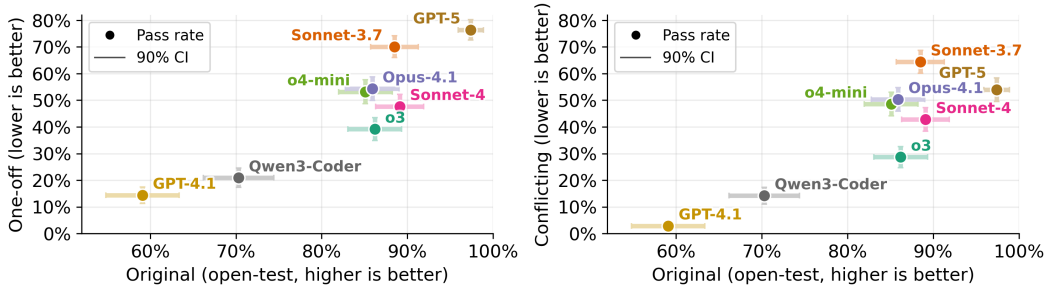 One-off (lower is better)
80%
70%
60%
50%
40%
30%
20%
10%
0%
Pass rate
90% CI
GPT-5
Sonnet-3.7
o4-mini
Opus-4.1
Sonnet-4
o3
Qwen3-Coder
GPT-4.1
60%
70%
80%
90%
100%
Original (open-test, higher is better)
Conflicting (lower is better)
80%
70%
60%
50%
40%
30%
20%
10%
0%
Pass rate
90% CI
Sonnet-3.7
GPT-5
Opus-4.1
o4-mini
Sonnet-4
o3
Qwen3-Coder
GPT-4.1
60%
70%
80%
90%
100%
Original (open-test, higher is better)